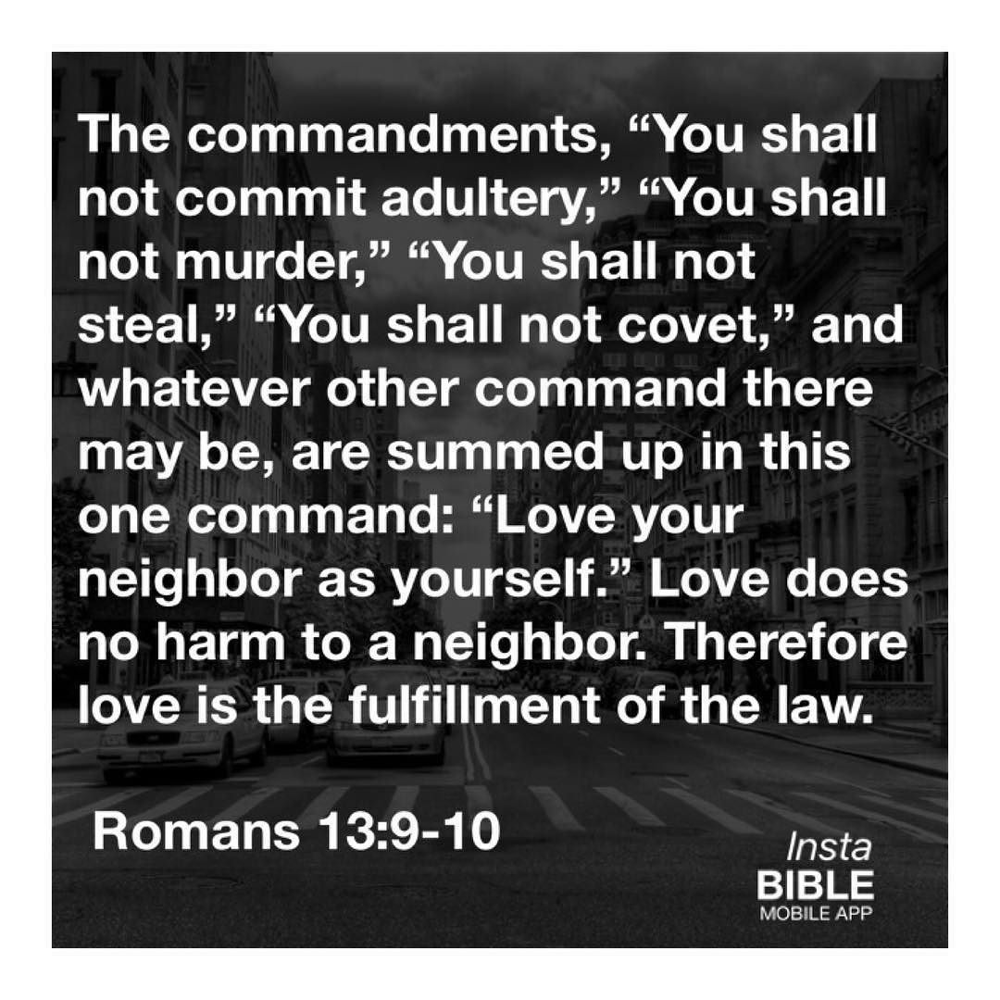 The commandments, “You shall
not commit adultery,” “You shall
not murder,” “You shall not
steal,” “You shall not covet,” and
whatever other command there
may be, are summed up in this
one command: “Love your
neighbor as yourself.” Love does
no harm to a neighbor. Therefore
love is the fulfillment of the law.
Romans 13:9-10
Insta
BIBLE
MOBILE APP